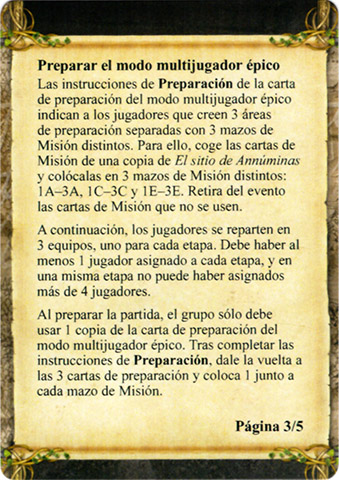 Preparar el modo multijugador épico
Las instrucciones de Preparación de la carta
de preparación del modo multijugador épico
indican a los jugadores que creen 3 áreas
de preparación separadas con 3 mazos de
Misión distintos. Para ello, coge las cartas de
Misión de una copia de El sitio de Annúminas
y colócalas en 3 mazos de Misión distintos:
1A–3A, 1C–3C y 1E–3E. Retira del evento
las cartas de Misión que no se usen.
A continuación, los jugadores se reparten en
3 equipos, uno para cada etapa. Debe haber al
menos 1 jugador asignado a cada etapa, y en
una misma etapa no puede haber asignados
más de 4 jugadores.
Al preparar la partida, el grupo sólo debe
usar 1 copia de la carta de preparación del
modo multijugador épico. Tras completar las
instrucciones de Preparación, dale la vuelta a
las 3 cartas de preparación y coloca 1 junto a
cada mazo de Misión.
Página 3/5